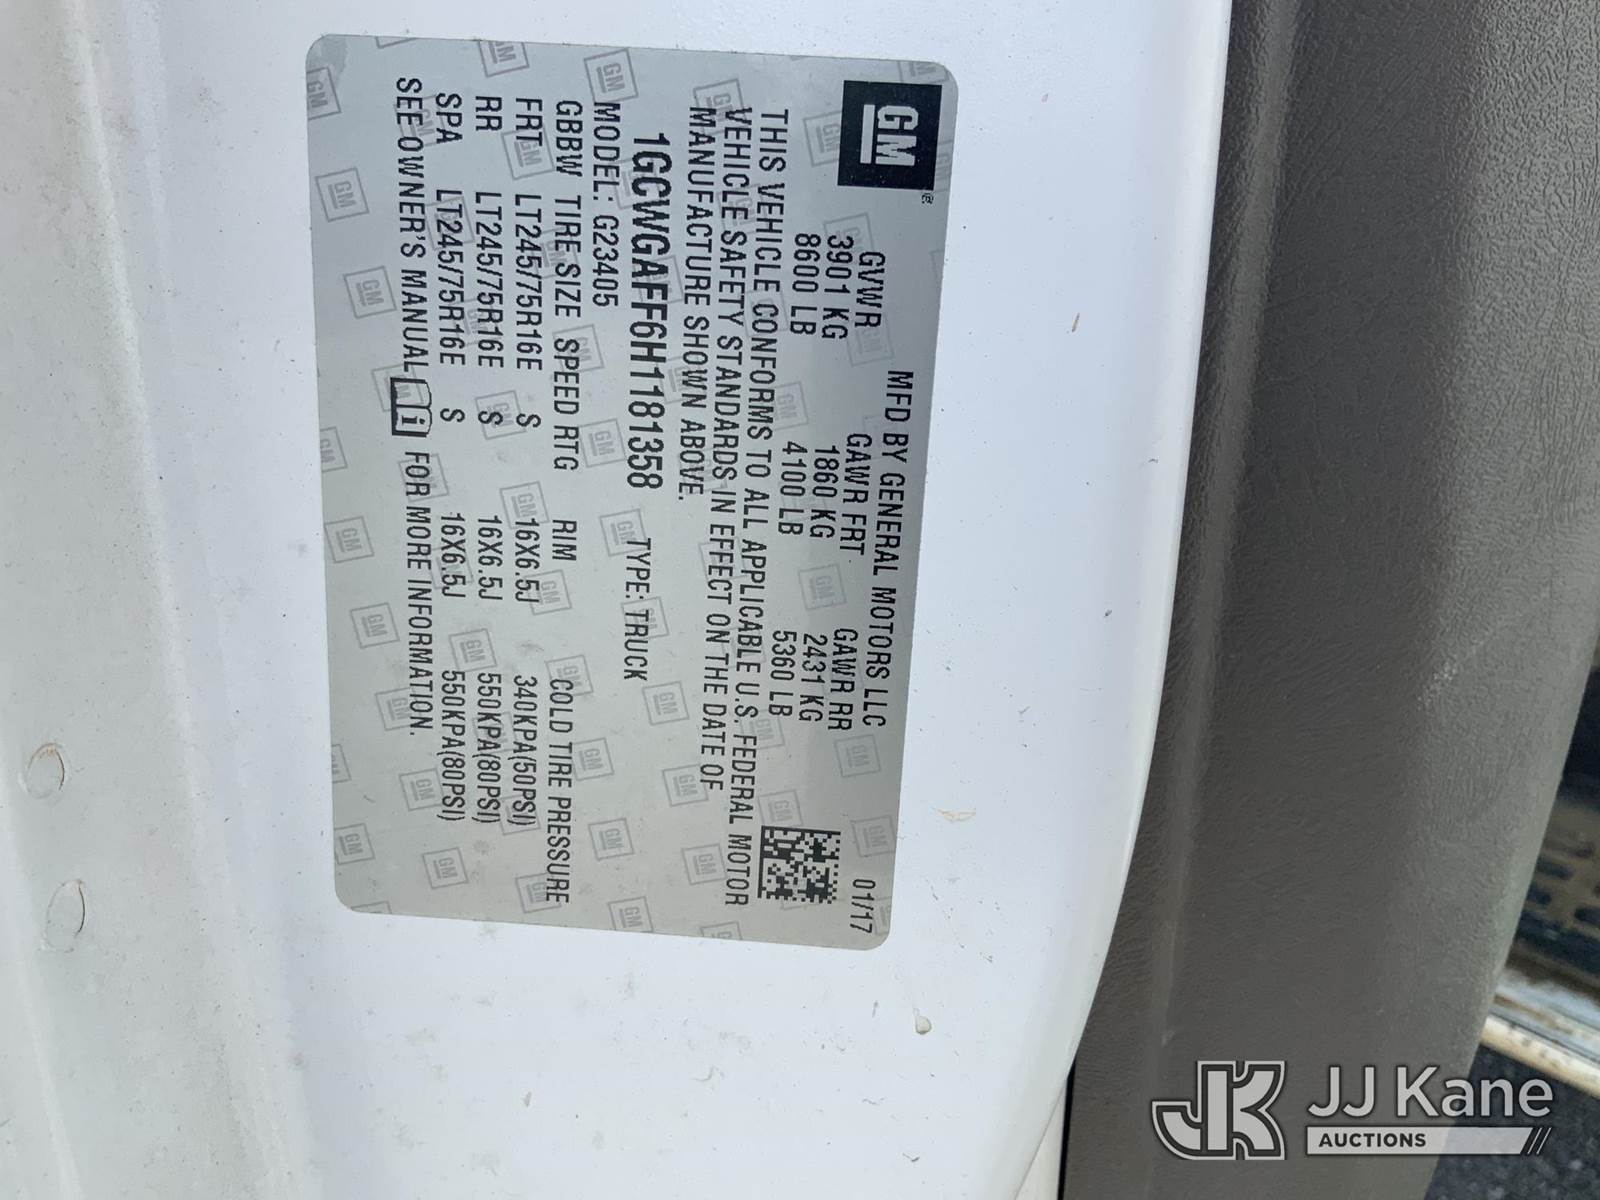 GM
MFD BY GENERAL MOTORS LLC 01/17
GVWR GAWR FRT GAWR RR
3901 KG 1860 KG 2431 KG
8600 LB 4100 LB 5360 LB
THIS VEHICLE CONFORMS TO ALL APPLICABLE U.S. FEDERAL MOTOR
VEHICLE SAFETY STANDARDS IN EFFECT ON THE DATE OF
MANUFACTURE SHOWN ABOVE.
1GCWGAFF6H1181358 TYPE: TRUCK
MODEL: G23405
GBBW TIRE SIZE SPEED RTG RIM COLD TIRE PRESSURE
FRT LT245/75R16E S 16X6.5J 340KPA(50PSI)
RR LT245/75R16E S 16X6.5J 550KPA(80PSI)
SPA LT245/75R16E S 16X6.5J 550KPA(80PSI)
SEE OWNER'S MANUAL i FOR MORE INFORMATION.
JK JJ Kane
AUCTIONS